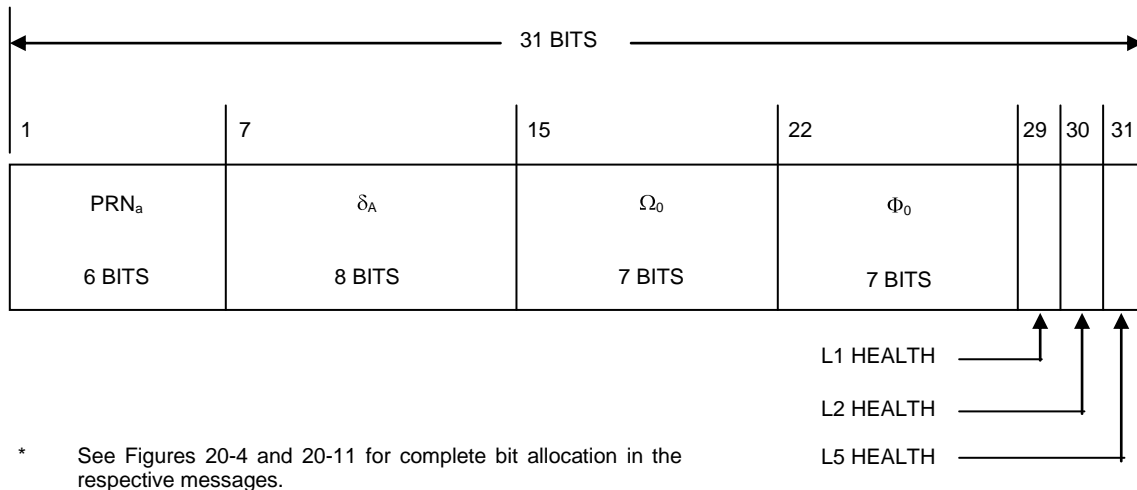 31 BITS
1 7 15 22 29 30 31
PRNₐ δA Ω₀ Φ₀
6 BITS 8 BITS 7 BITS 7 BITS
L1 HEALTH
L2 HEALTH
L5 HEALTH
* See Figures 20-4 and 20-11 for complete bit allocation in the
respective messages.